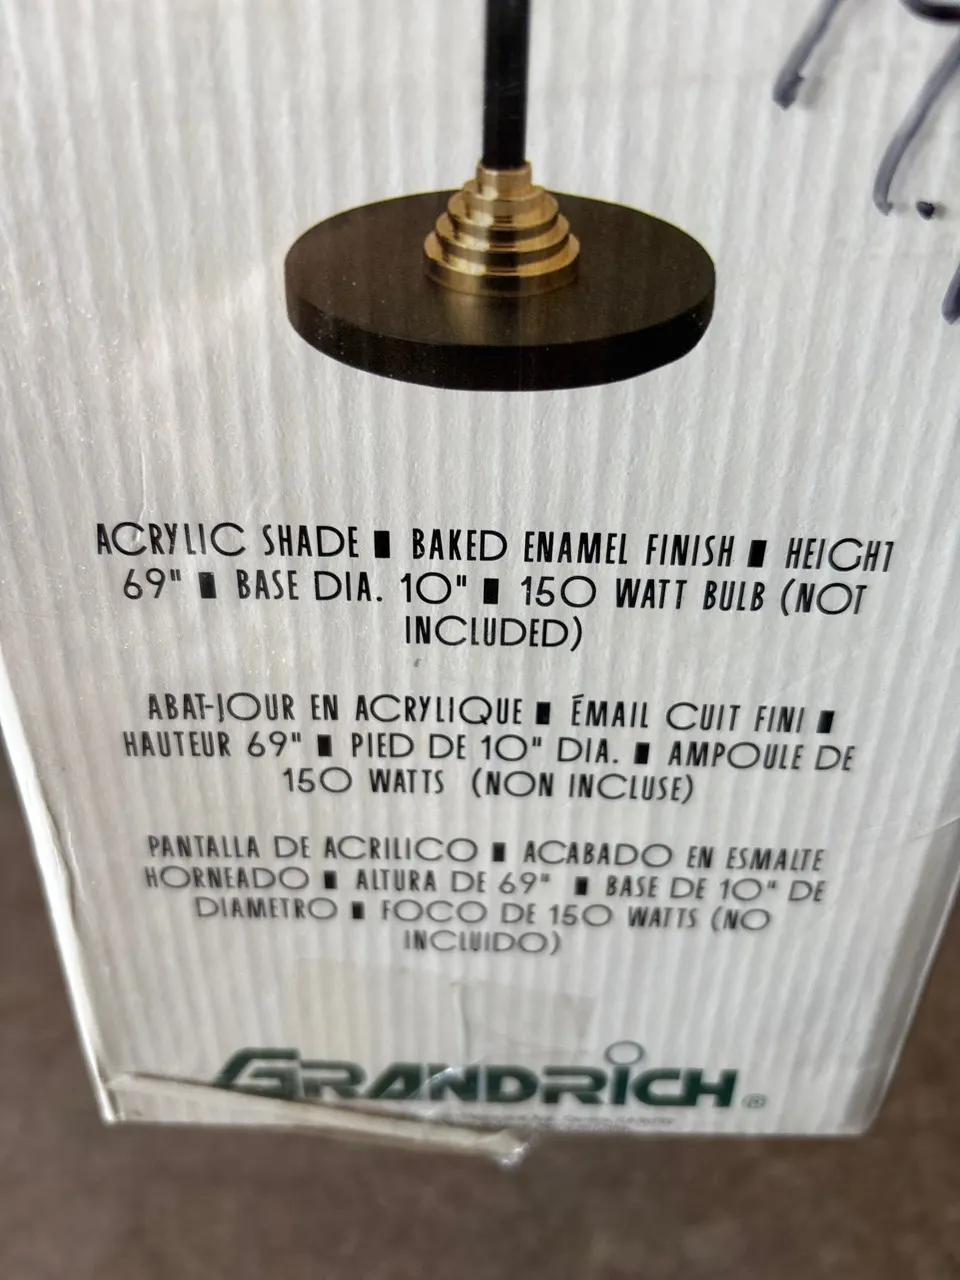 ACRYLIC SHADE ■ BAKED ENAMEL FINISH ■ HEIGHT
69" ■ BASE DIA. 10" ■ 150 WATT BULB (NOT
INCLUDED)
ABAT-JOUR EN ACRYLIQUE ■ ÉMAIL CUIT FINI ■
HAUTEUR 69" ■ PIED DE 10" DIA. ■ AMPOULE DE
150 WATTS (NON INCLUSE)
PANTALLA DE ACRILICO ■ ACABADO EN ESMALTE
HORNEADO ■ ALTURA DE 69" ■ BASE DE 10" DE
DIAMETRO ■ FOCO DE 150 WATTS (NO
INCLUIDO)
GRANDRICH®